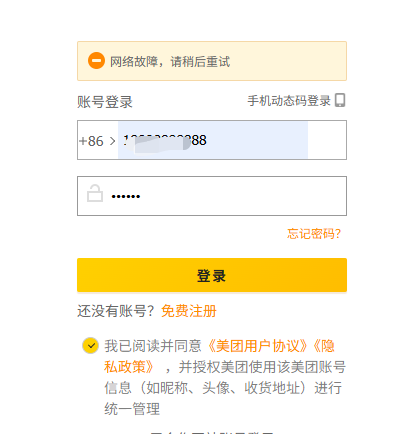 网络故障，请稍后重试
账号登录
手机动态码登录
+86
••••••
忘记密码?
登录
还没有账号？免费注册
我已阅读并同意《美团用户协议》《隐
私政策》 ，并授权美团使用该美团账号
信息（如昵称、头像、收货地址）进行
统一管理